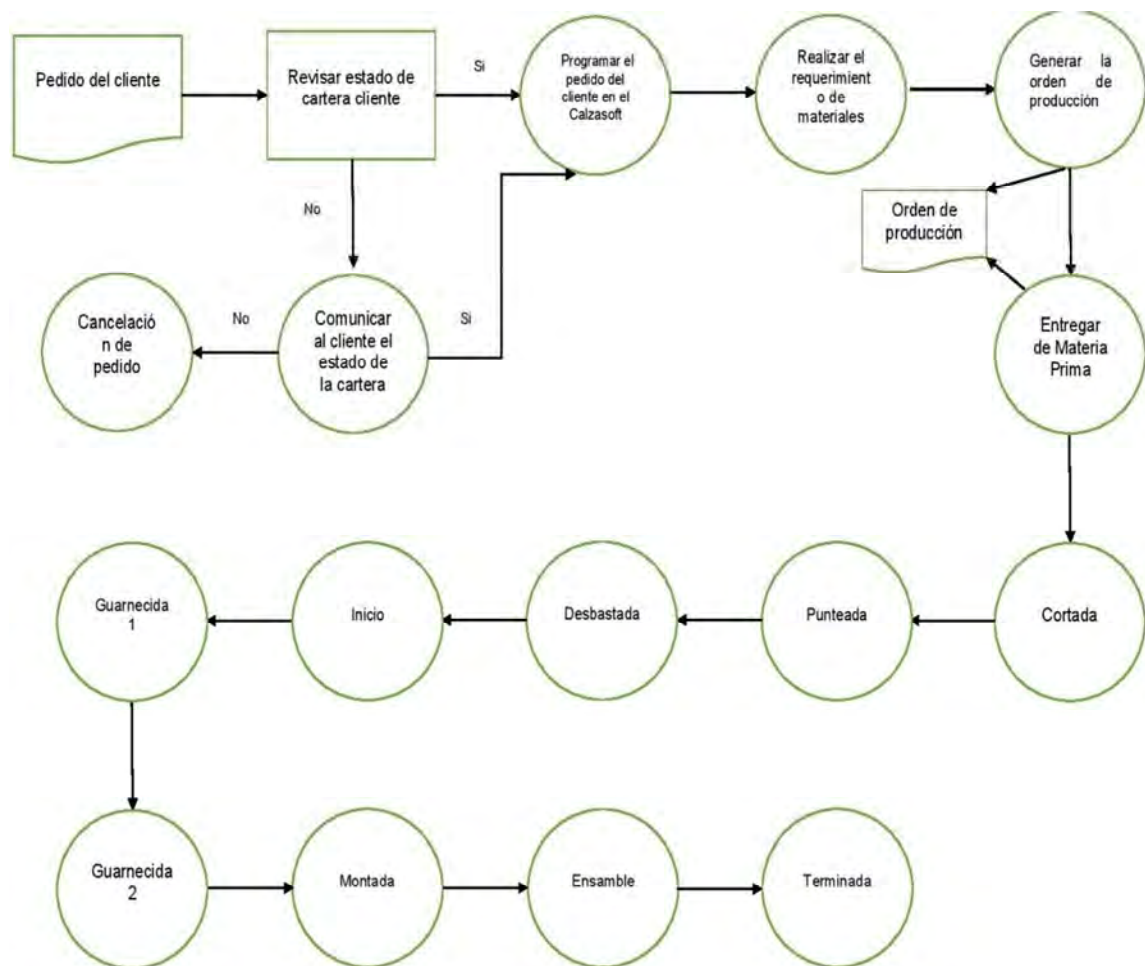 Pedido del cliente
Revisar estado de
cartera cliente
Si
Programar el
pedido del
cliente en el
Calzasoft
Realizar el
requerimient
o de
materiales
Generar la
orden de
producción
No
Orden de
producción
Cancelació
n de
pedido
No
Comunicar
al cliente el
estado de
la cartera
Si
Entregar
de Materia
Prima
Guarnecida
1
Inicio
Desbastada
Punteada
Cortada
Guarnecida
2
Montada
Ensamble
Terminada